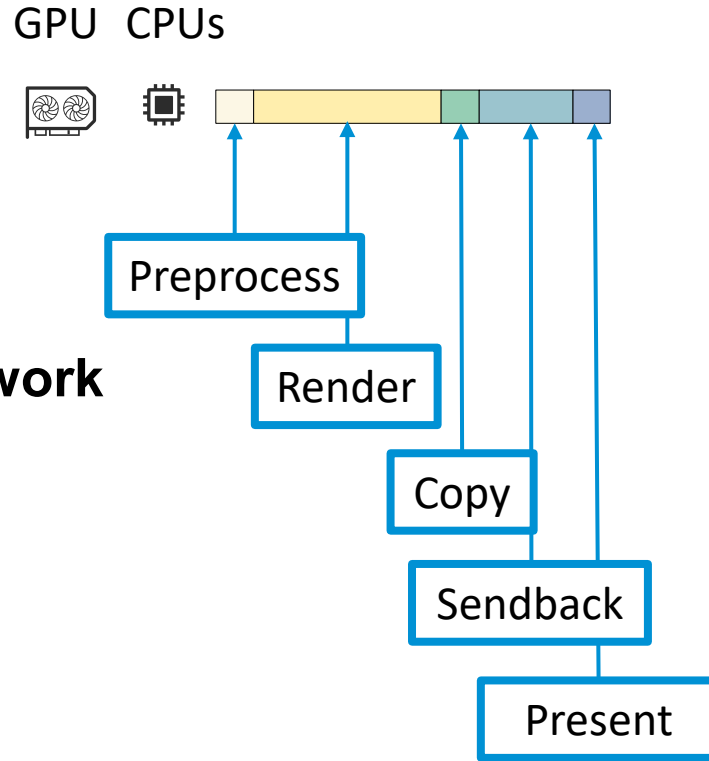 GPU CPUs
Preprocess
work
Render
Copy
Sendback
Present